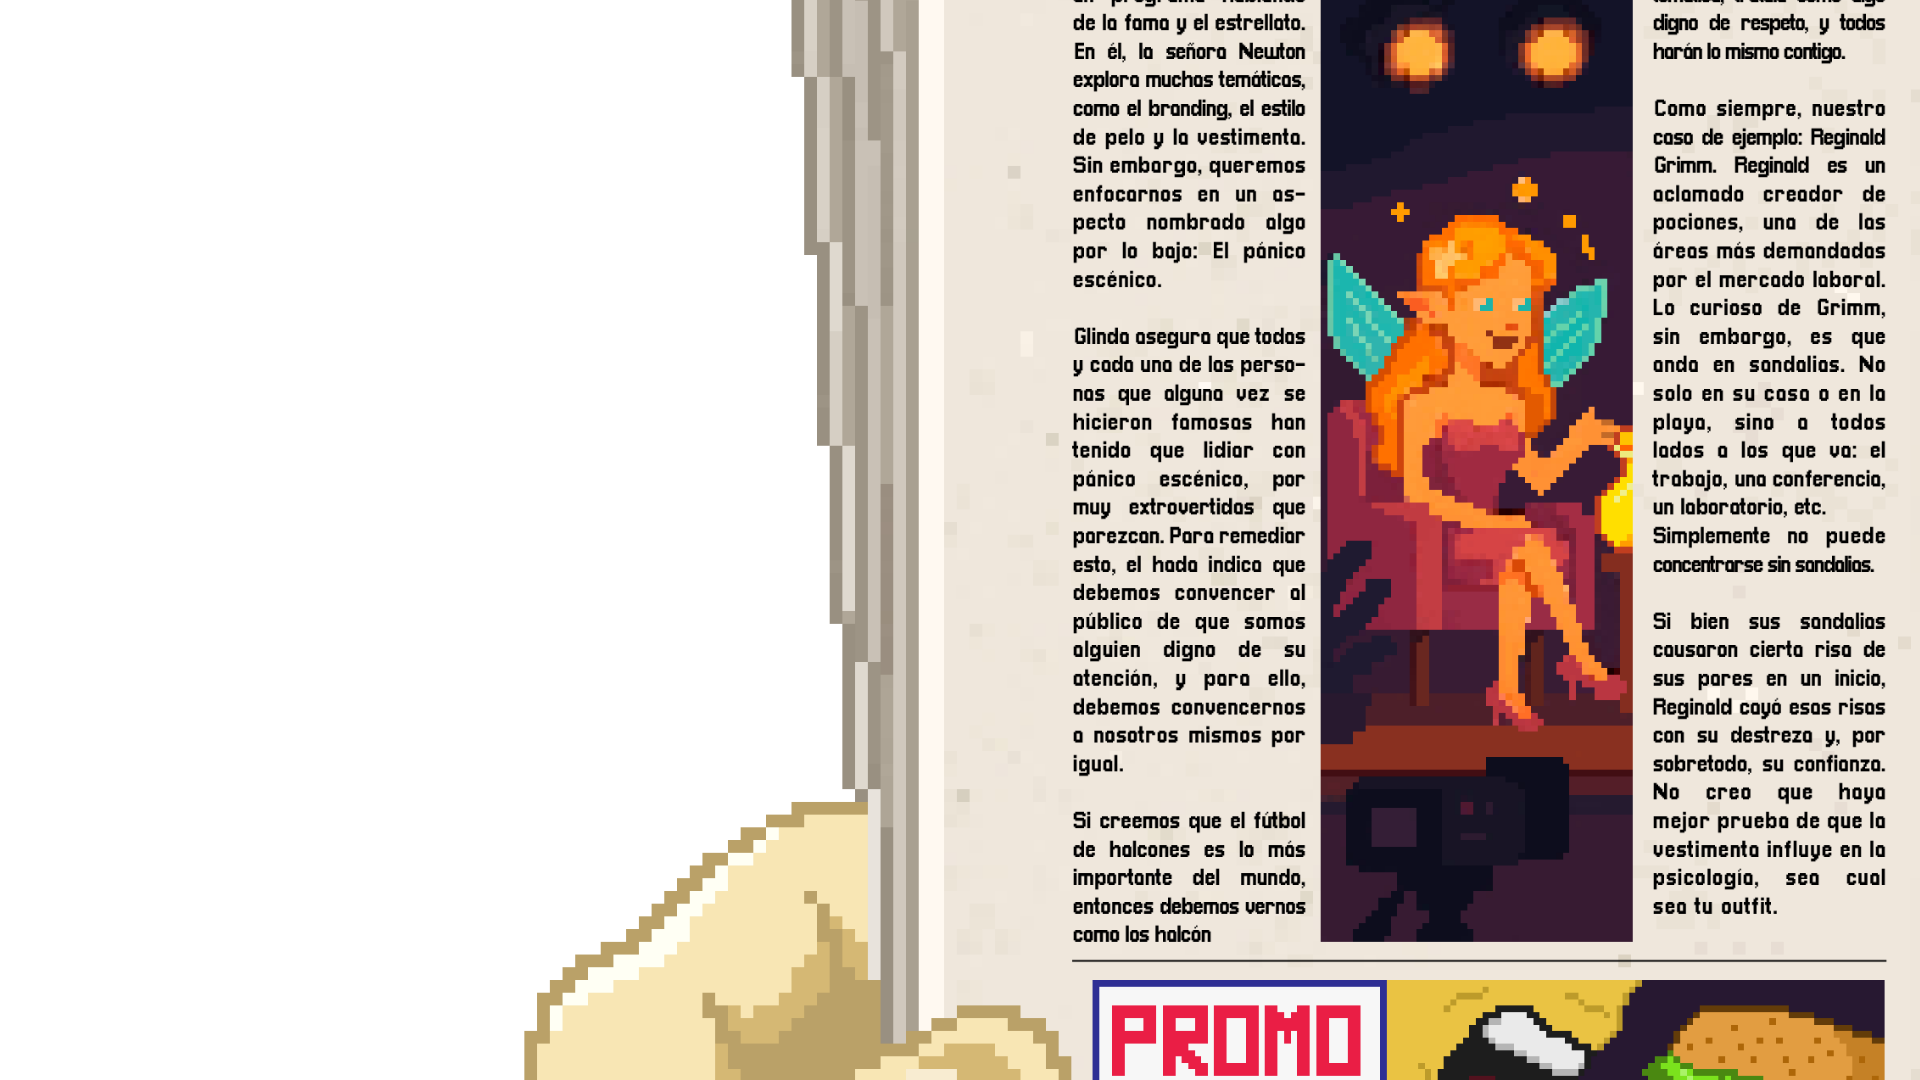 de la fama y el estrellato.
En él, la señora Newton
explora muchas temáticas,
como el branding, el estilo
de pelo y la vestimenta.
Sin embargo, queremos
enfocarnos en un as-
pecto nombrado algo
por lo bajo: El pánico
escénico.
Glinda asegura que todas
y cada una de las perso-
nas que alguna vez se
hicieron famosas han
tenido que lidiar con
pánico escénico, por
muy extrovertidas que
parezcan. Para remediar
esto, el hada indica que
debemos convencer al
público de que somos
alguien digno de su
atención, y para ello,
debemos convencernos
a nosotros mismos por
igual.
Si creemos que el fútbol
de halcones es lo más
importante del mundo,
entonces debemos vernos
como los halcón
digno de respeto, y todos
harán lo mismo contigo.
Como siempre, nuestro
caso de ejemplo: Reginald
Grimm. Reginald es un
aclamado creador de
pociones, una de las
áreas más demandadas
por el mercado laboral.
Lo curioso de Grimm,
sin embargo, es que
anda en sandalias. No
solo en su casa o en la
playa, sino a todos
lados a los que va: el
trabajo, una conferencia,
un laboratorio, etc.
Simplemente no puede
concentrarse sin sandalias.
Si bien sus sandalias
causaron cierta risa de
sus pares en un inicio,
Reginald cayó esas risas
con su destreza y, por
sobretodo, su confianza.
No creo que haya
mejor prueba de que la
vestimenta influye en la
psicología, sea cual
sea tu outfit.
PROMO